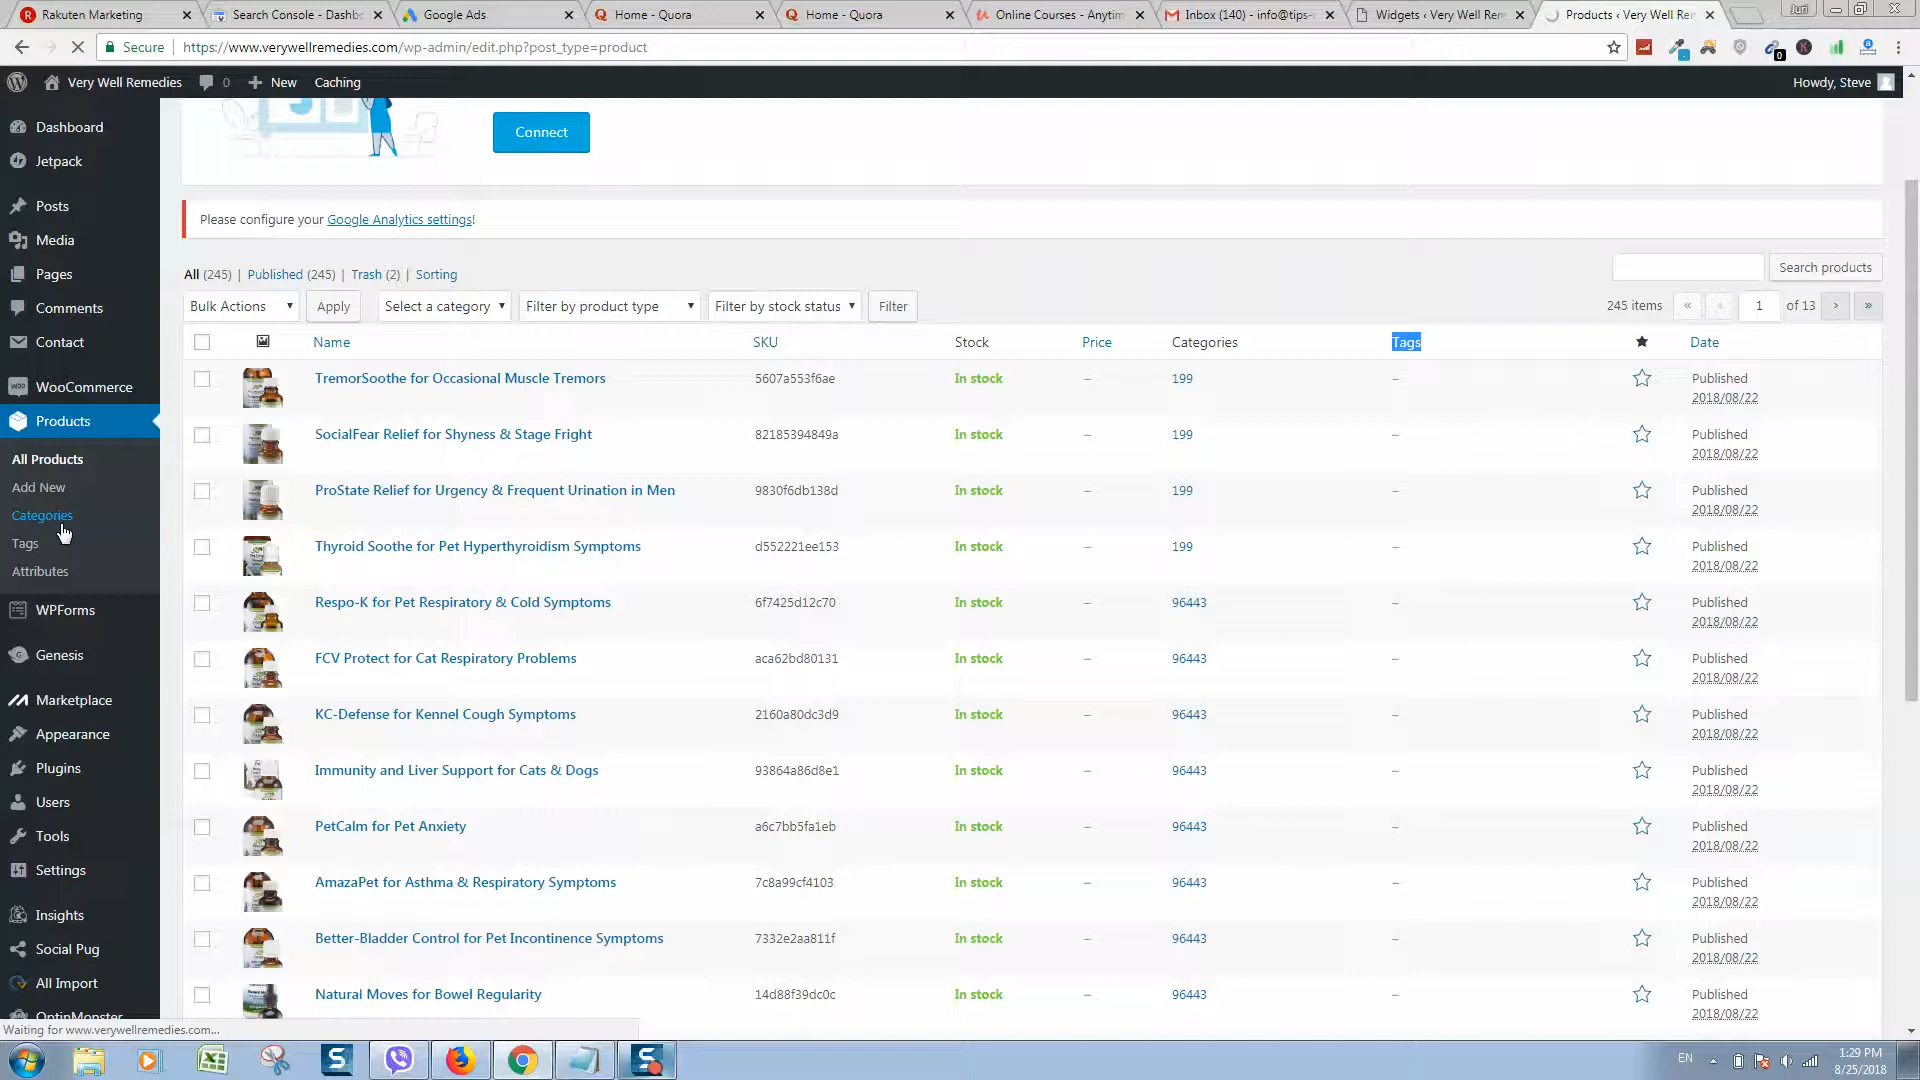 Rakuten Marketing
Search Console - Dashb
Google Ads
Home - Quora
Home - Quora
Online Courses - Anytim
Inbox (140) - info@tips-
Widgets ‹ Very Well Rem
Products ‹ Very Well Re
Juri
Secure
https://www.verywellremedies.com/wp-admin/edit.php?post_type=product
0
Very Well Remedies
0
New
Caching
Howdy, Steve
Dashboard
Jetpack
Posts
Media
Pages
Comments
Contact
WooCommerce
Products
All Products
Add New
Categories
Tags
Attributes
WPForms
Genesis
Marketplace
Appearance
Plugins
Users
Tools
Settings
Insights
Social Pug
All Import
OptinMonster
Connect
Please configure your Google Analytics settings!
All (245) | Published (245) | Trash (2) | Sorting
Search products
Bulk Actions
Apply
Select a category
Filter by product type
Filter by stock status
Filter
245 items « ‹ 1 of 13 › »
Name SKU Stock Price Categories Tags Date
TremorSoothe for Occasional Muscle Tremors 5607a553f6ae In stock – 199 – Published
2018/08/22
SocialFear Relief for Shyness & Stage Fright 82185394849a In stock – 199 – Published
2018/08/22
ProState Relief for Urgency & Frequent Urination in Men 9830f6db138d In stock – 199 – Published
2018/08/22
Thyroid Soothe for Pet Hyperthyroidism Symptoms d552221ee153 In stock – 199 – Published
2018/08/22
Respo-K for Pet Respiratory & Cold Symptoms 6f7425d12c70 In stock – 96443 – Published
2018/08/22
FCV Protect for Cat Respiratory Problems aca62bd80131 In stock – 96443 – Published
2018/08/22
KC-Defense for Kennel Cough Symptoms 2160a80dc3d9 In stock – 96443 – Published
2018/08/22
Immunity and Liver Support for Cats & Dogs 93864a86d8e1 In stock – 96443 – Published
2018/08/22
PetCalm for Pet Anxiety a6c7bb5fa1eb In stock – 96443 – Published
2018/08/22
AmazaPet for Asthma & Respiratory Symptoms 7c8a99cf4103 In stock – 96443 – Published
2018/08/22
Better-Bladder Control for Pet Incontinence Symptoms 7332e2aa811f In stock – 96443 – Published
2018/08/22
Natural Moves for Bowel Regularity 14d88f39dc0c In stock – 96443 – Published
2018/08/22
Waiting for www.verywellremedies.com...
EN
1:29 PM
8/25/2018